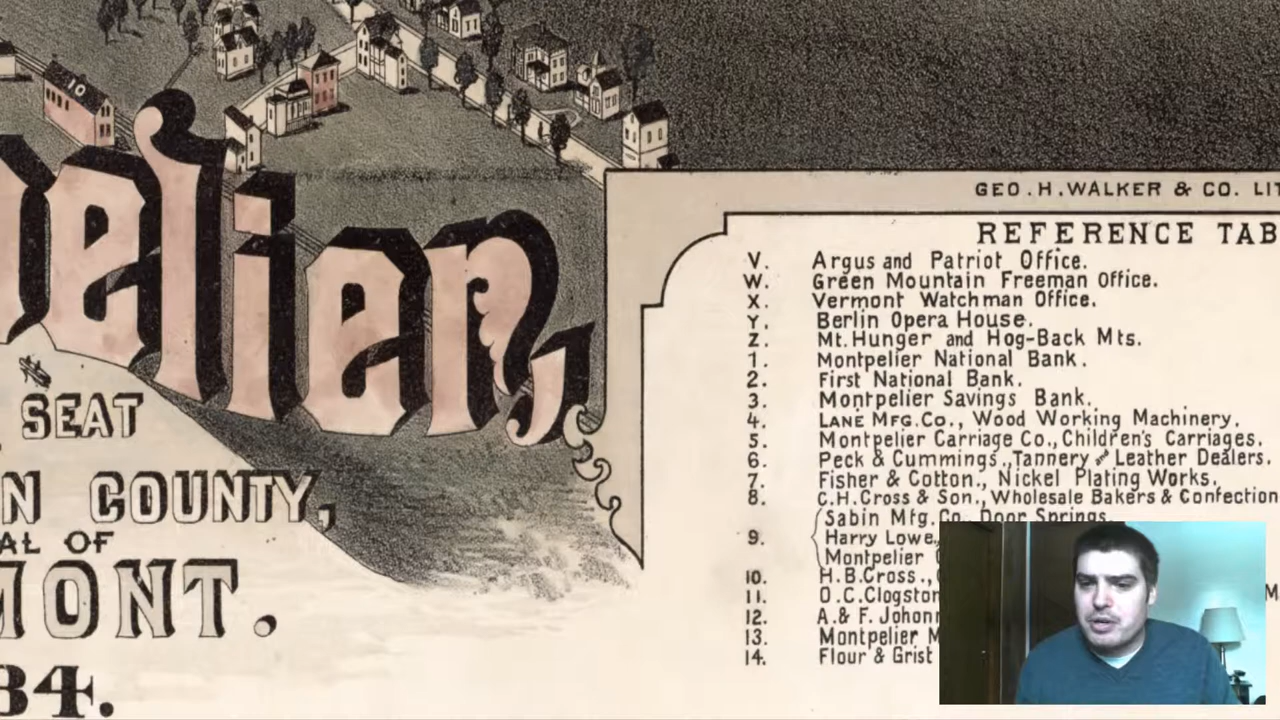 10
pelier,
SEAT
N COUNTY,
AL OF
MONT.
84.
GEO. H. WALKER & CO. LIT
REFERENCE TAB
V. Argus and Patriot Office.
W. Green Mountain Freeman Office.
X. Vermont Watchman Office.
Y. Berlin Opera House.
Z. Mt. Hunger and Hog-Back Mts.
1. Montpelier National Bank.
2. First National Bank.
3. Montpelier Savings Bank.
4. LANE MFG. CO., Wood Working Machinery.
5. Montpelier Carriage Co., Children's Carriages.
6. Peck & Cummings., Tannery and Leather Dealers.
7. Fisher & Catton., Nickel Plating Works.
8. C.H. Cross & Son., Wholesale Bakers & Confection
Sabin Mfg. Co. Door Springs.
9. Harry Lowe.,
Montpelier
10. H.B. Cross.,
11. O.C. Clogston M
12. A. & F. Johonn
13. Montpelier M
14. Flour & Grist